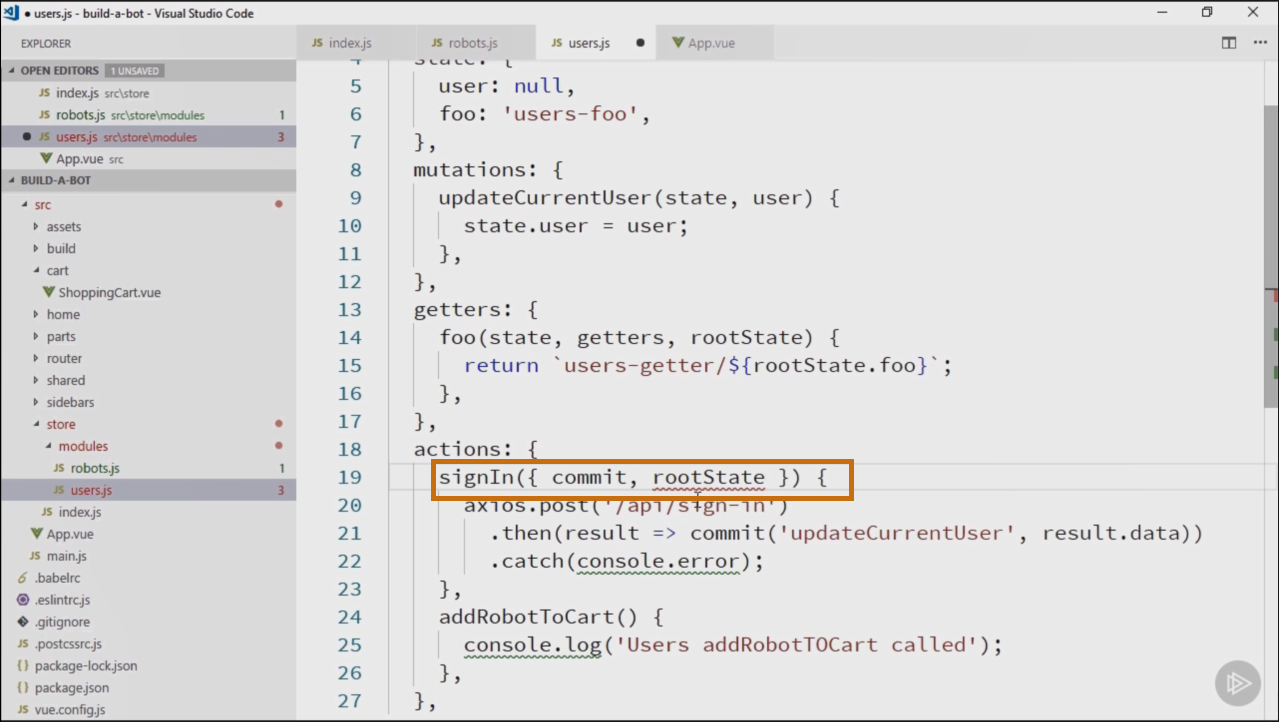 users.js - build-a-bot - Visual Studio Code
EXPLORER
OPEN EDITORS 1 UNSAVED
JS index.js src\store
JS robots.js src\store\modules 1
JS users.js src\store\modules 3
App.vue src
BUILD-A-BOT
src
assets
build
cart
ShoppingCart.vue
home
parts
router
shared
sidebars
store
modules
JS robots.js 1
JS users.js 3
JS index.js
App.vue
JS main.js
.babelrc
.eslintrc.js
.gitignore
JS .postcssrc.js
{} package-lock.json
{} package.json
JS vue.config.js
JS index.js JS robots.js JS users.js App.vue
4 state: {
5 user: null,
6 foo: 'users-foo',
7 },
8 mutations: {
9 updateCurrentUser(state, user) {
10 state.user = user;
11 },
12 },
13 getters: {
14 foo(state, getters, rootState) {
15 return `users-getter/${rootState.foo}`;
16 },
17 },
18 actions: {
19 signIn({ commit, rootState }) {
20 axios.post('/api/sign-in')
21 .then(result => commit('updateCurrentUser', result.data))
22 .catch(console.error);
23 },
24 addRobotToCart() {
25 console.log('Users addRobotTOCart called');
26 },
27 },